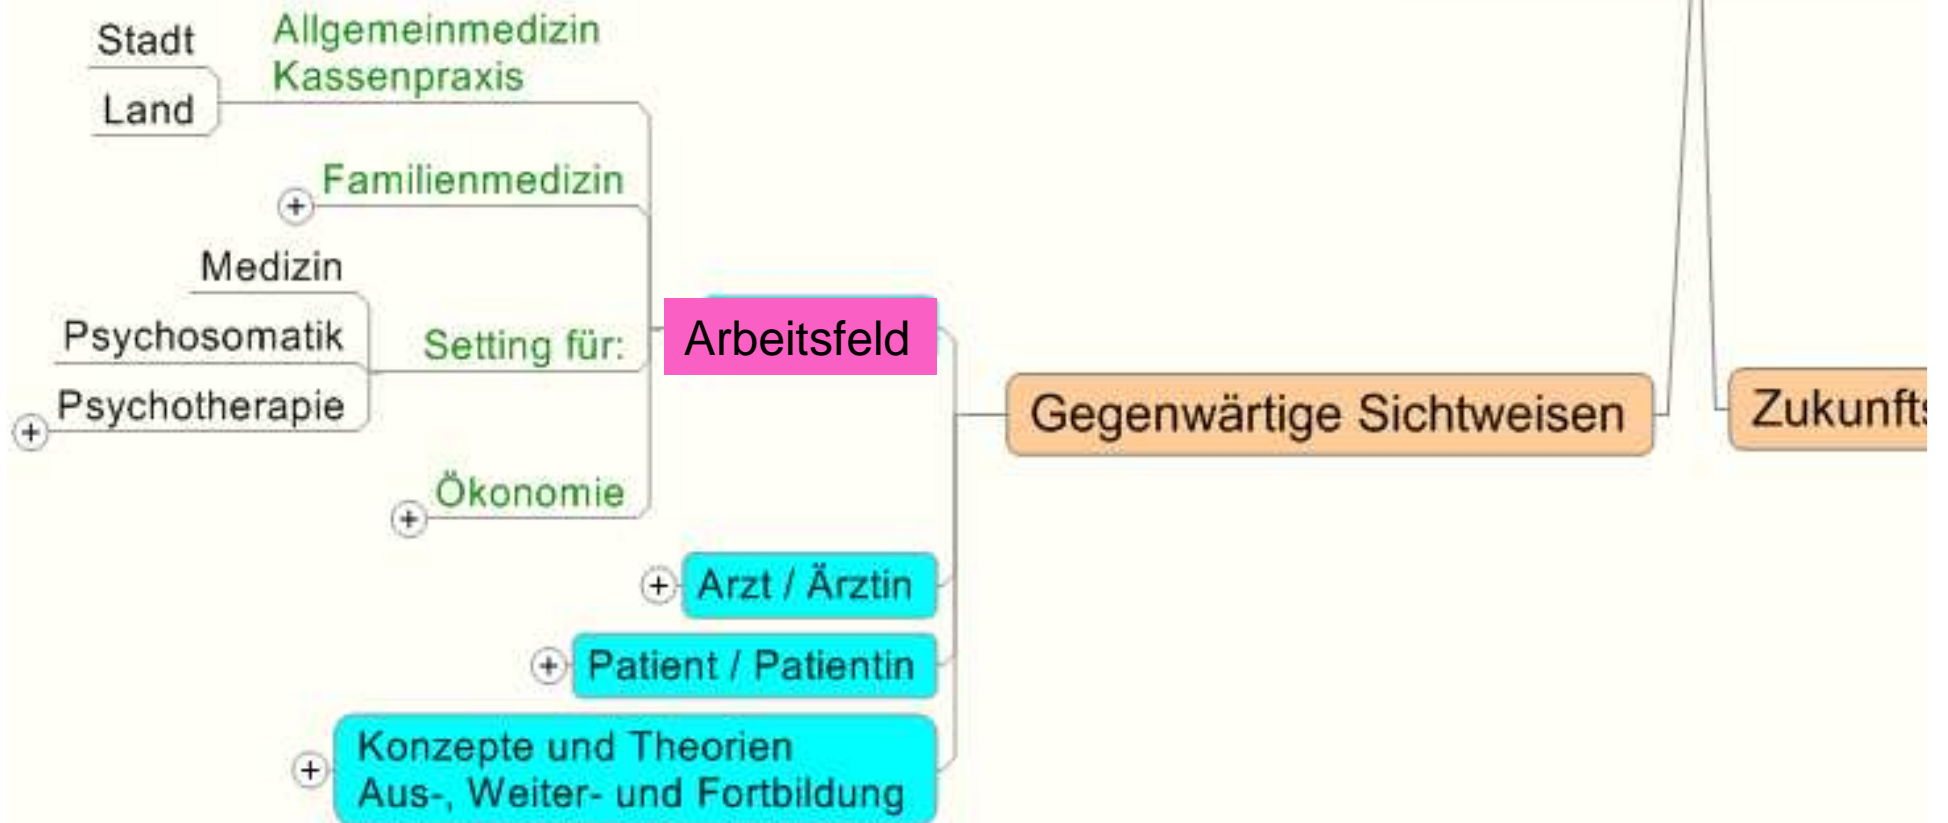 Stadt
Land
Allgemeinmedizin
Kassenpraxis
Familienmedizin
Medizin
Psychosomatik
Psychotherapie
Setting für:
Ökonomie
Arbeitsfeld
Arzt / Ärztin
Patient / Patientin
Konzepte und Theorien
Aus-, Weiter- und Fortbildung
Gegenwärtige Sichtweisen
Zukunfts